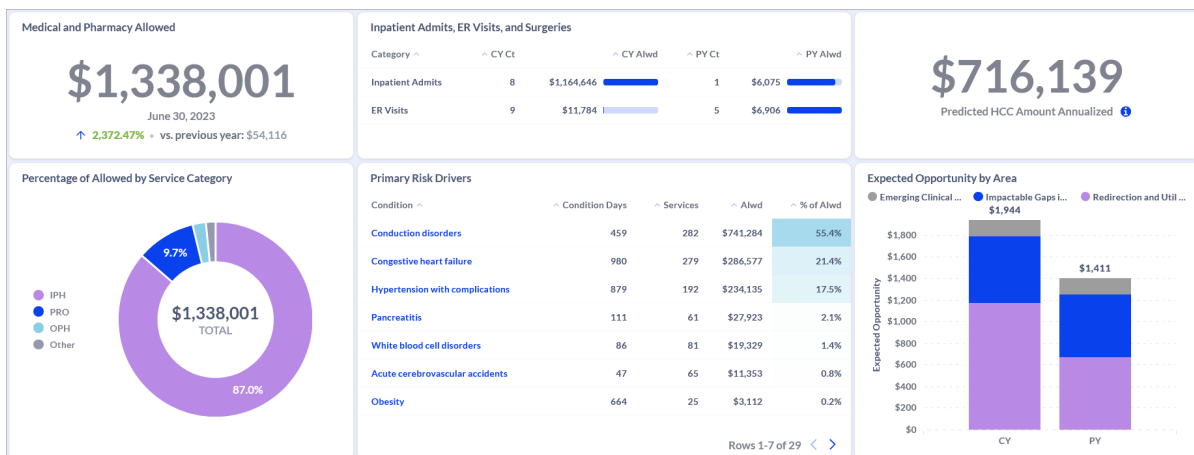 Medical and Pharmacy Allowed
$1,338,001
June 30, 2023
2,372.47% • vs. previous year: $54,116
Inpatient Admits, ER Visits, and Surgeries
Category CY Ct CY Alwd PY Ct PY Alwd
Inpatient Admits 8 $1,164,646 1 $6,075
ER Visits 9 $11,784 5 $6,906
$716,139
Predicted HCC Amount Annualized
Percentage of Allowed by Service Category
IPH
PRO
OPH
Other
9.7%
$1,338,001
TOTAL
87.0%
Primary Risk Drivers
Condition Condition Days Services Alwd % of Alwd
Conduction disorders 459 282 $741,284 55.4%
Congestive heart failure 980 279 $286,577 21.4%
Hypertension with complications 879 192 $234,135 17.5%
Pancreatitis 111 61 $27,923 2.1%
White blood cell disorders 86 81 $19,329 1.4%
Acute cerebrovascular accidents 47 65 $11,353 0.8%
Obesity 664 25 $3,112 0.2%
Rows 1-7 of 29
Expected Opportunity by Area
Emerging Clinical ... Impactable Gaps i... Redirection and Util ...
$1,944
$1,411
Expected Opportunity
$1,800
$1,600
$1,400
$1,200
$1,000
$800
$600
$400
$200
$0
CY PY